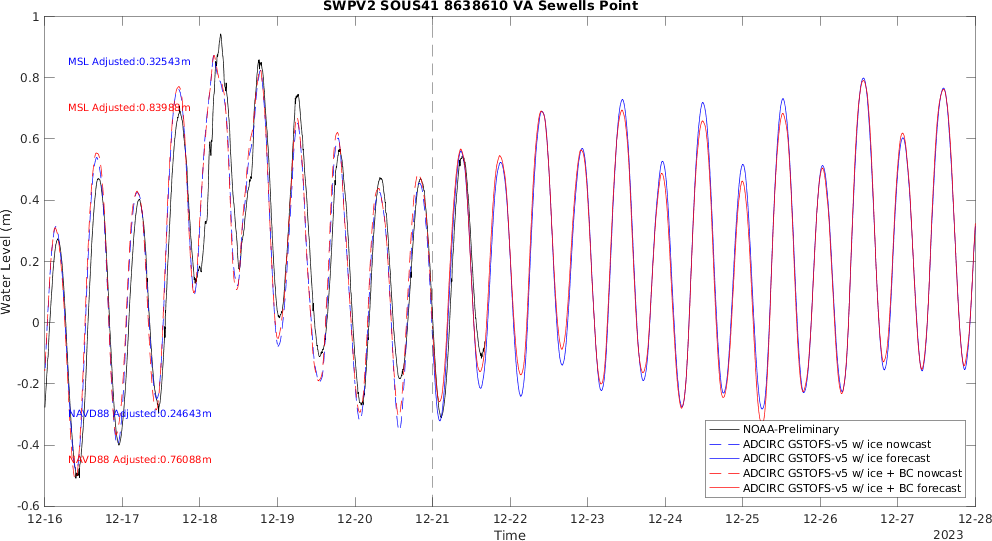 SWPV2 SOUS41 8638610 VA Sewells Point
Water Level (m)
1
0.8
0.6
0.4
0.2
0
-0.2
-0.4
-0.6
MSL Adjusted:0.32543m
MSL Adjusted:0.83988m
NAVD88 Adjusted:0.24643m
NAVD88 Adjusted:0.76088m
NOAA-Preliminary
ADCIRC GSTOFS-v5 w/ ice nowcast
ADCIRC GSTOFS-v5 w/ ice forecast
ADCIRC GSTOFS-v5 w/ ice + BC nowcast
ADCIRC GSTOFS-v5 w/ ice + BC forecast
12-16 12-17 12-18 12-19 12-20 12-21 12-22 12-23 12-24 12-25 12-26 12-27 12-28
Time
2023